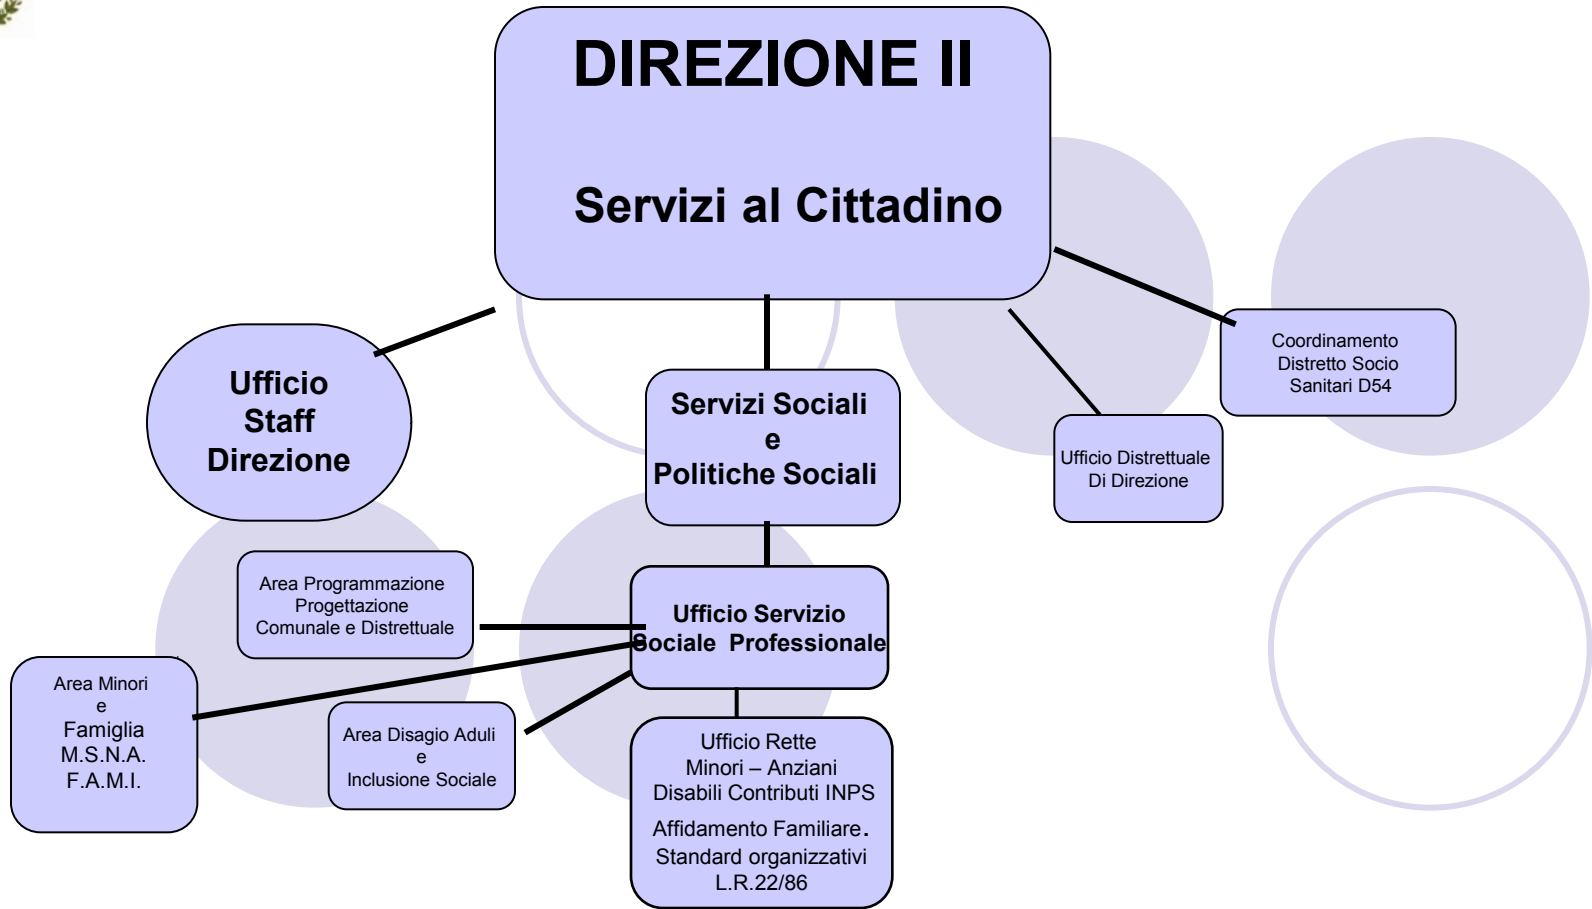 DIREZIONE II
Servizi al Cittadino
Ufficio
Staff
Direzione
Servizi Sociali
e
Politiche Sociali
Ufficio Distrettuale
Di Direzione
Coordinamento
Distretto Socio
Sanitari D54
Area Programmazione
Progettazione
Comunale e Distrettuale
Ufficio Servizio
Sociale Professionale
Area Minori
e
Famiglia
M.S.N.A.
F.A.M.I.
Area Disagio Aduli
e
Inclusione Sociale
Ufficio Rette
Minori – Anziani
Disabili Contributi INPS
Affidamento Familiare.
Standard organizzativi
L.R.22/86